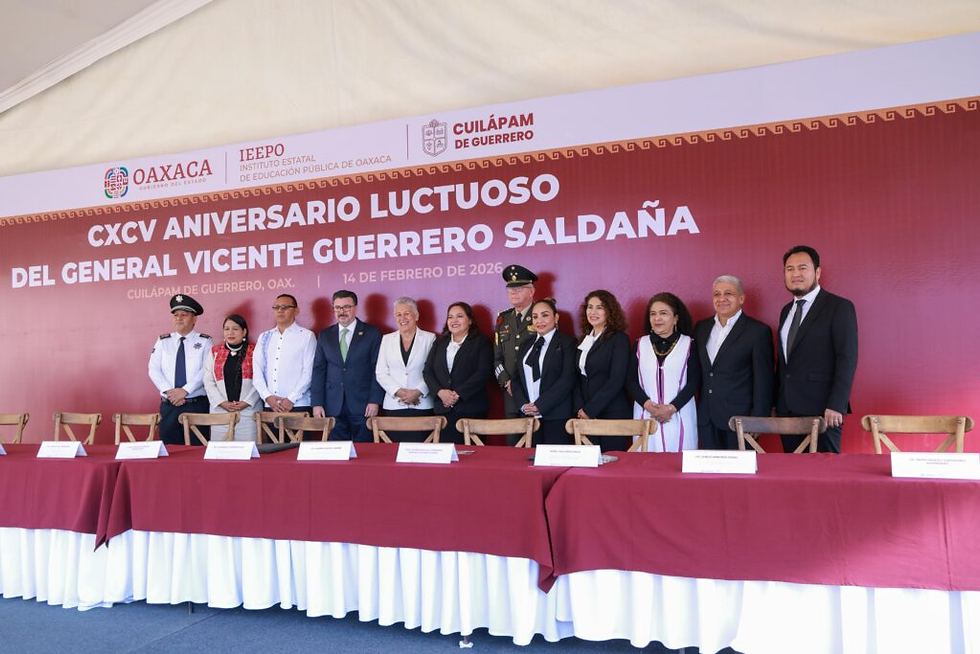 OAXACA
GOBIERNO DEL ESTADO
IEEPO
INSTITUTO ESTATAL
DE EDUCACIÓN PÚBLICA DE OAXACA
CUILÁPAM
DE GUERRERO
CXCV ANIVERSARIO LUCTUOSO
DEL GENERAL VICENTE GUERRERO SALDAÑA
CUILÁPAM DE GUERRERO, OAX. | 14 DE FEBRERO DE 2026